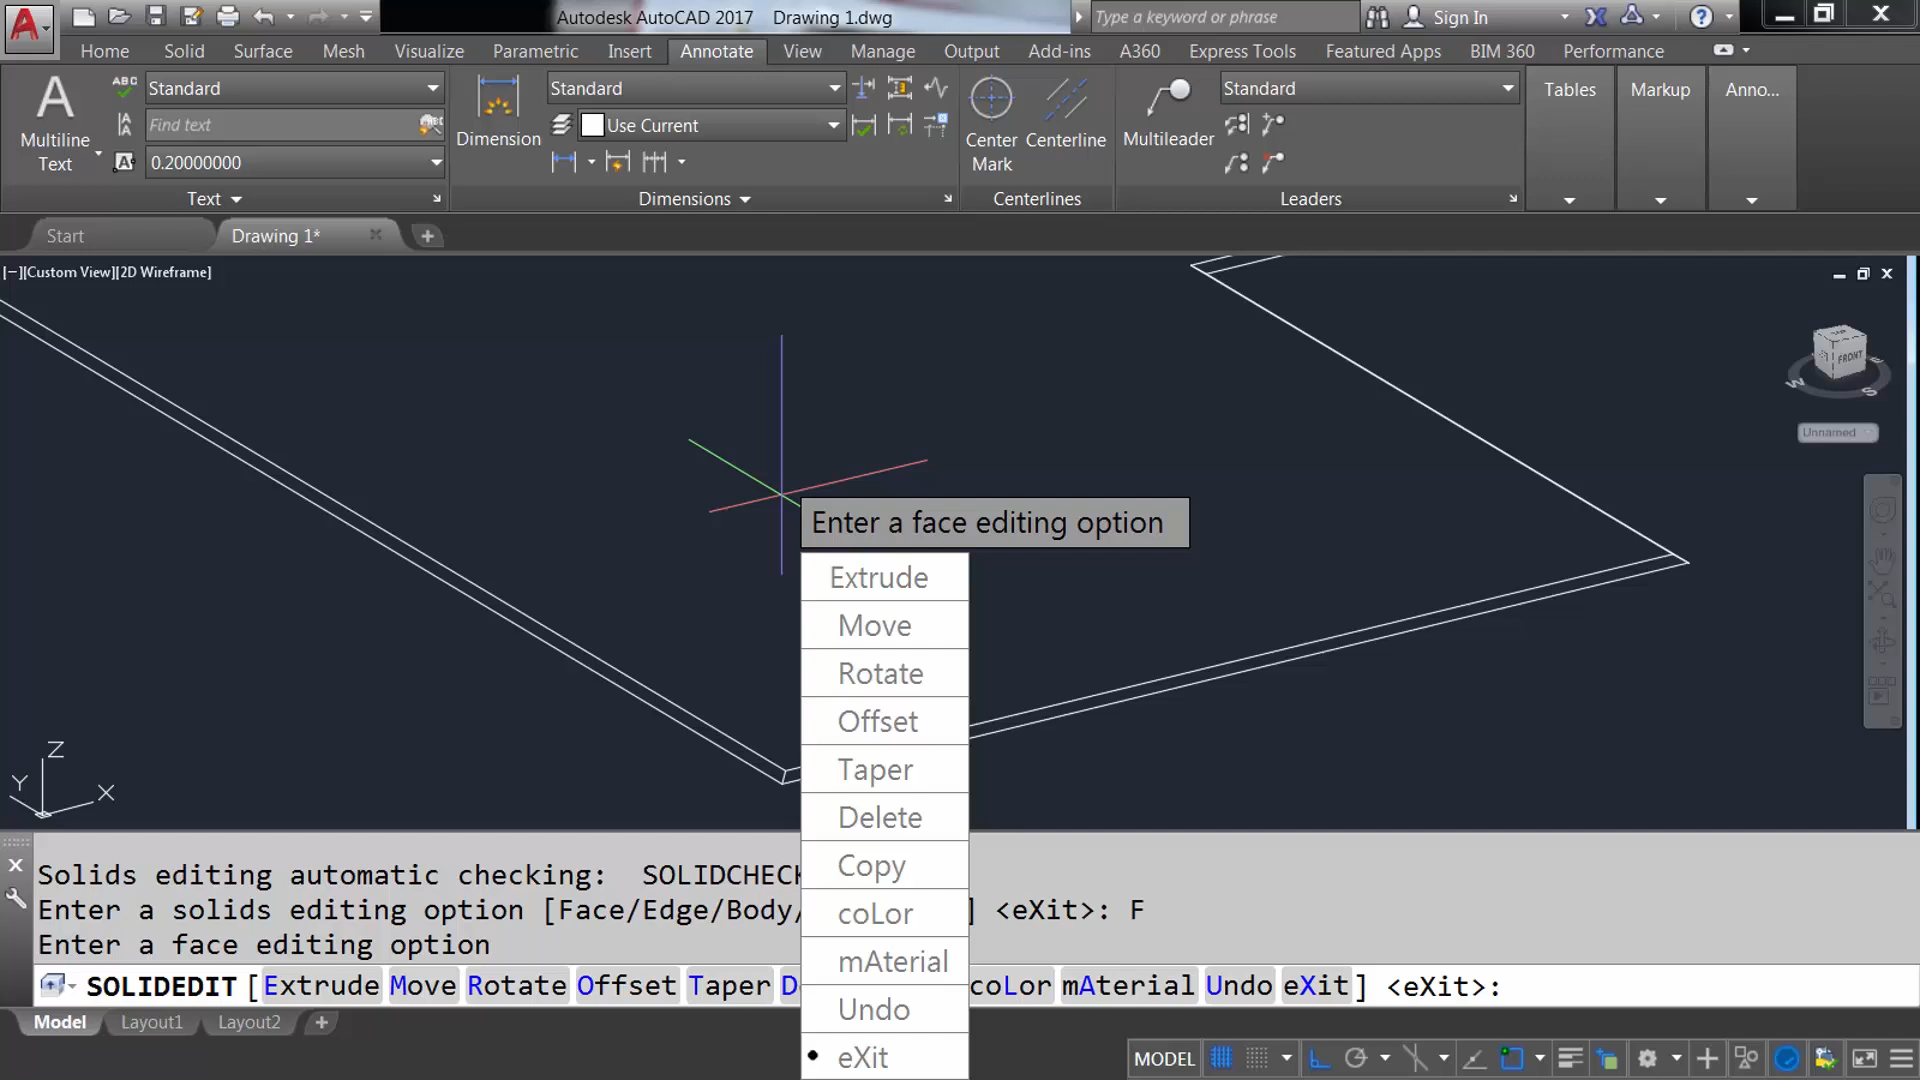 Autodesk AutoCAD 2017 Drawing 1.dwg
Type a keyword or phrase
Sign In
Home Solid Surface Mesh Visualize Parametric Insert Annotate View Manage Output Add-ins A360 Express Tools Featured Apps BIM 360 Performance
A
Multiline
Text
ABC
Standard
Find text
ABC
0.20000000
Text
Dimension
Standard
Use Current
Dimensions
Center
Mark
Centerline
Centerlines
Multileader
Standard
Leaders
Tables
Markup
Anno...
Start
Drawing 1*
[–][Custom View][2D Wireframe]
TOP
FRONT
W
S
E
Unnamed
Enter a face editing option
Extrude
Move
Rotate
Offset
Taper
Delete
Copy
coLor
mAterial
Undo
eXit
Z
Y
X
Solids editing automatic checking: SOLIDCHECK
Enter a solids editing option [Face/Edge/Body/ ] <eXit>: F
Enter a face editing option
SOLIDEDIT [Extrude Move Rotate Offset Taper D coLor mAterial Undo eXit] <eXit>:
Model Layout1 Layout2
MODEL